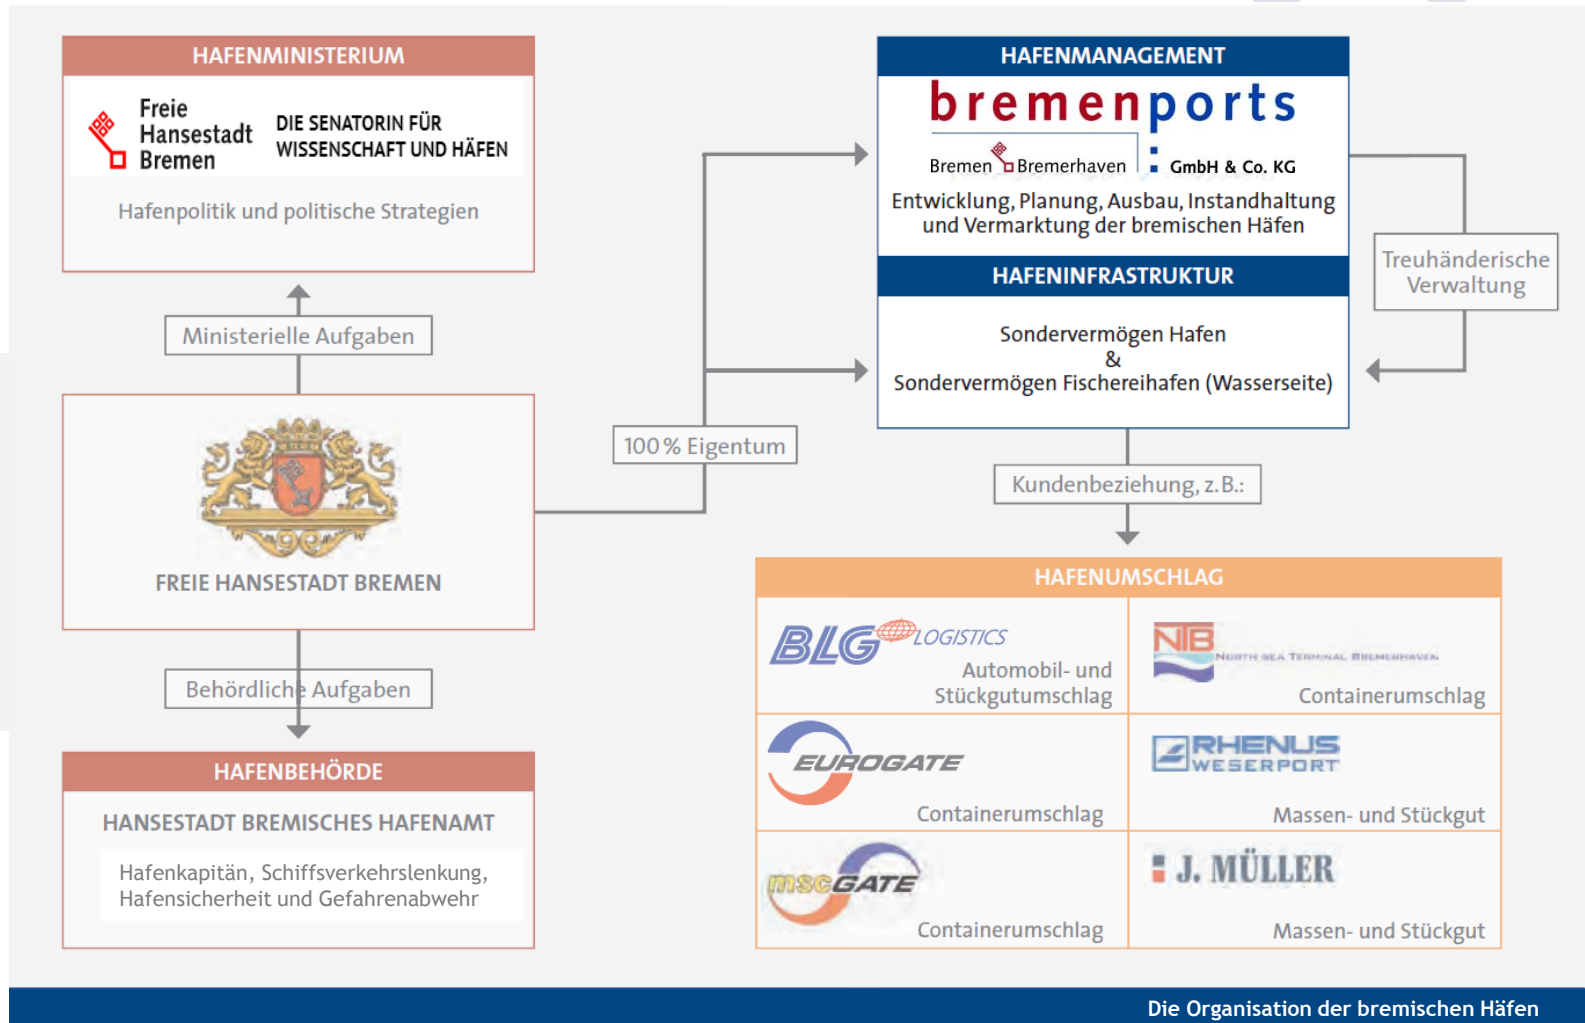 HAFENMINISTERIUM
Freie
Hansestadt
Bremen
DIE SENATORIN FÜR
WISSENSCHAFT UND HÄFEN
Hafenpolitik und politische Strategien
Ministerielle Aufgaben
FREIE HANSESTADT BREMEN
Behördliche Aufgaben
HAFENBEHÖRDE
HANSESTADT BREMISCHES HAFENAMT
Hafenkapitän, Schiffsverkehrslenkung,
Hafensicherheit und Gefahrenabwehr
100 % Eigentum
HAFENMANAGEMENT
bremenports
Bremen Bremerhaven GmbH & Co. KG
Entwicklung, Planung, Ausbau, Instandhaltung
und Vermarktung der bremischen Häfen
HAFENINFRASTRUKTUR
Sondervermögen Hafen
&
Sondervermögen Fischereihafen (Wasserseite)
Treuhänderische
Verwaltung
Kundenbeziehung, z. B.:
HAFENUMSCHLAG
BLG LOGISTICS
Automobil- und
Stückgutumschlag
NTB
NORTH SEA TERMINAL BREMERHAVEN
Containerumschlag
EUROGATE
Containerumschlag
RHENUS
WESERPORT
Massen- und Stückgut
mscGATE
Containerumschlag
J. MÜLLER
Massen- und Stückgut
Die Organisation der bremischen Häfen